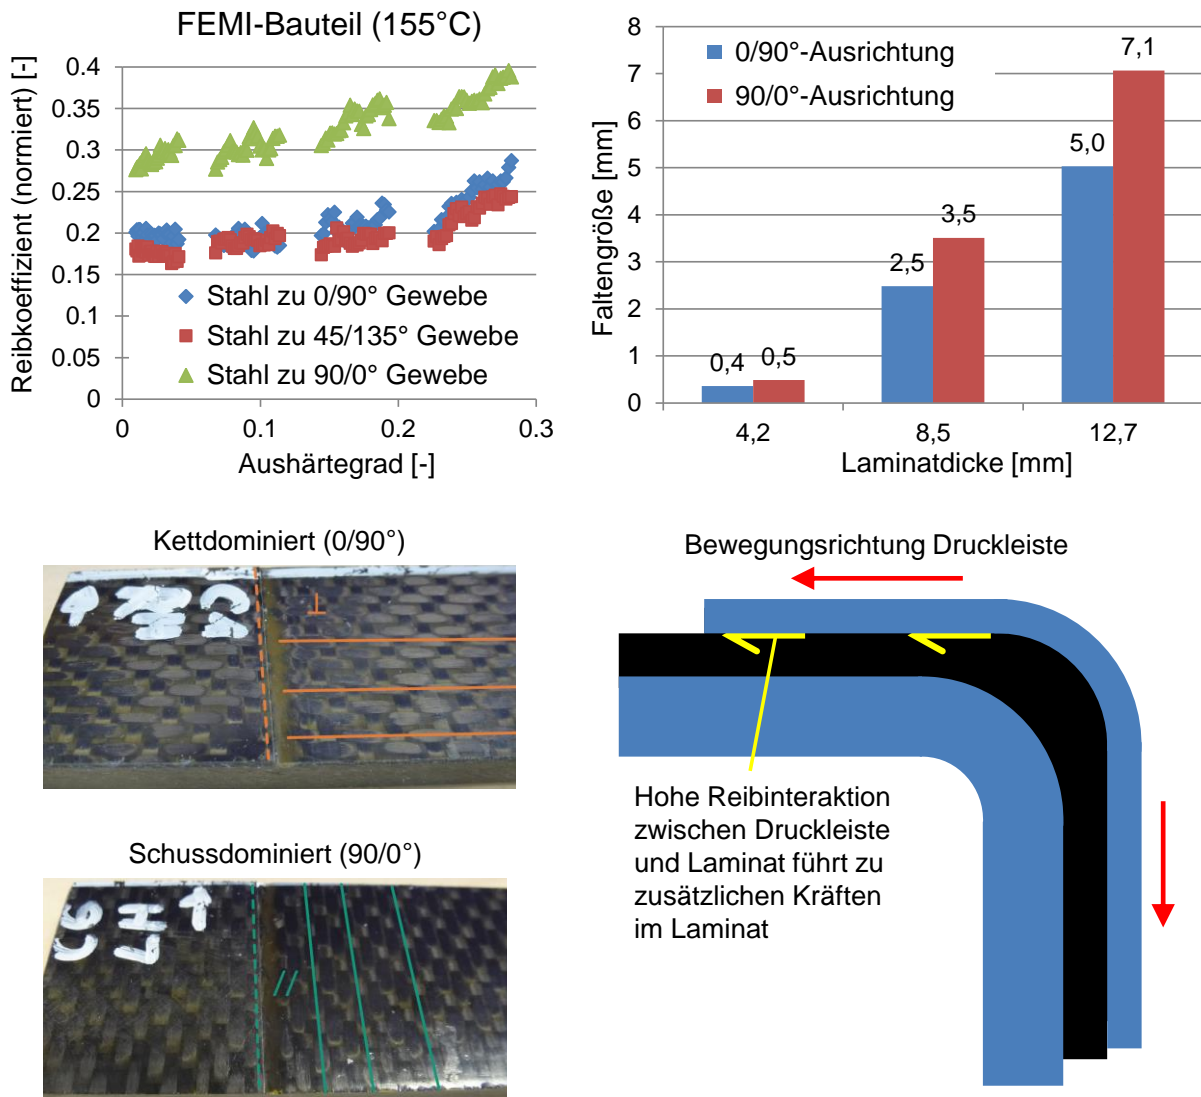 FEMI-Bauteil (155°C)
Reibkoeffizient (normiert) [-]
0.4
0.35
0.3
0.25
0.2
0.15
0.1
0.05
0
Stahl zu 0/90° Gewebe
Stahl zu 45/135° Gewebe
Stahl zu 90/0° Gewebe
0 0.1 0.2 0.3
Aushärtegrad [-]
Faltengröße [mm]
8
7
6
5
4
3
2
1
0
0/90°-Ausrichtung
90/0°-Ausrichtung
0,4 0,5
2,5 3,5
5,0 7,1
4,2 8,5 12,7
Laminatdicke [mm]
Kettdominiert (0/90°)
Schussdominiert (90/0°)
C6
LH
Bewegungsrichtung Druckleiste
Hohe Reibinteraktion
zwischen Druckleiste
und Laminat führt zu
zusätzlichen Kräften
im Laminat